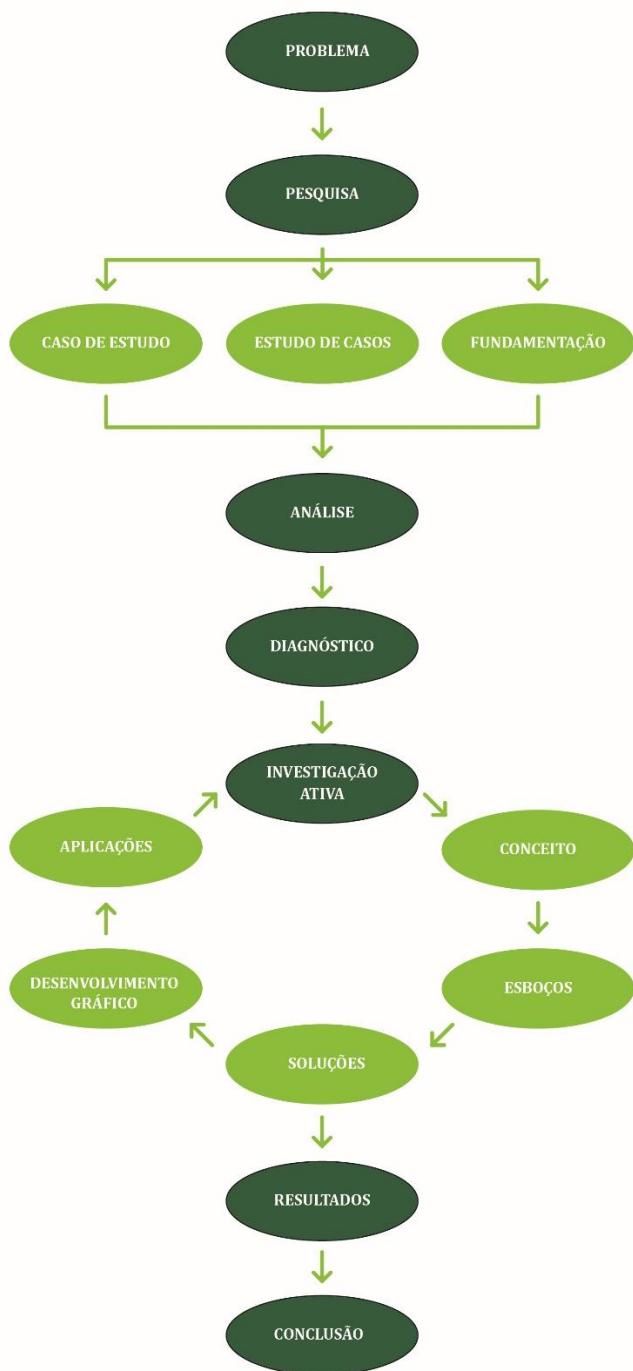 PROBLEMA
PESQUISA
CASO DE ESTUDO
ESTUDO DE CASOS
FUNDAMENTAÇÃO
ANÁLISE
DIAGNÓSTICO
INVESTIGAÇÃO
ATIVA
APLICAÇÕES
CONCEITO
DESENVOLVIMENTO
GRÁFICO
ESBOÇOS
SOLUÇÕES
RESULTADOS
CONCLUSÃO